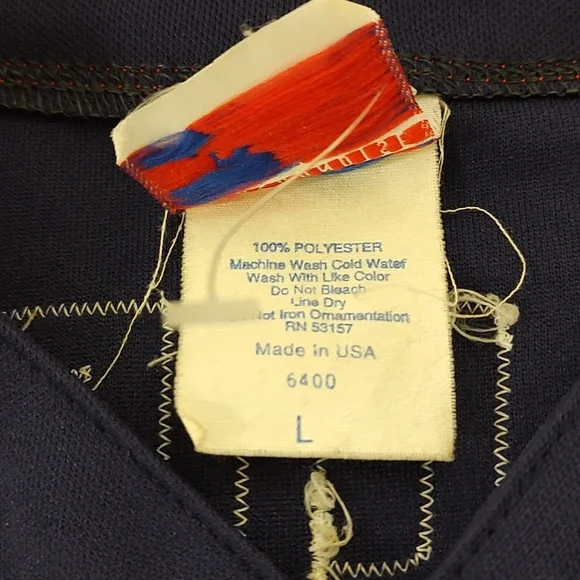 100% POLYESTER
Machine Wash Cold Water
Wash With Like Color
Do Not Bleach
Line Dry
Iron Ornamentation
RN 53157
Made in USA
6400
L